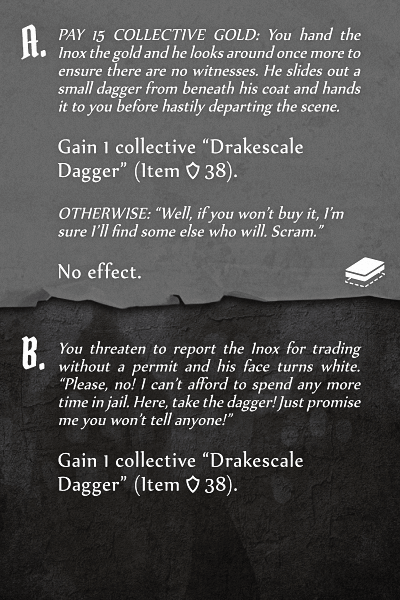 A. PAY 15 COLLECTIVE GOLD: You hand the
Inox the gold and he looks around once more to
ensure there are no witnesses. He slides out a
small dagger from beneath his coat and hands
it to you before hastily departing the scene.
Gain 1 collective “Drakescale
Dagger” (Item 38).
OTHERWISE: “Well, if you won’t buy it, I’m
sure I’ll find some else who will. Scram.”
No effect.
B. You threaten to report the Inox for trading
without a permit and his face turns white.
“Please, no! I can’t afford to spend any more
time in jail. Here, take the dagger! Just promise
me you won’t tell anyone!”
Gain 1 collective “Drakescale
Dagger” (Item 38).